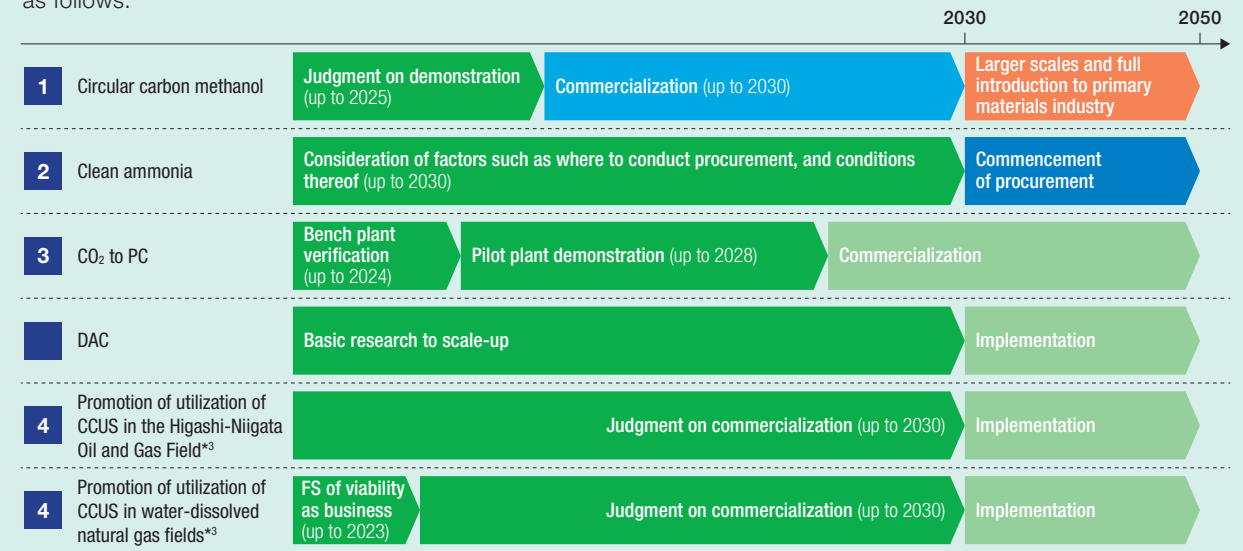 as follows.
2030
2050
1
Circular carbon methanol
Judgment on demonstration
(up to 2025)
Commercialization (up to 2030)
Larger scales and full
introduction to primary
materials industry
2
Clean ammonia
Consideration of factors such as where to conduct procurement, and conditions
thereof (up to 2030)
Commencement
of procurement
3
CO₂ to PC
Bench plant
verification
(up to 2024)
Pilot plant demonstration (up to 2028)
Commercialization
DAC
Basic research to scale-up
Implementation
4
Promotion of utilization of
CCUS in the Higashi-Niigata
Oil and Gas Field*³
Judgment on commercialization (up to 2030)
Implementation
4
Promotion of utilization of
CCUS in water-dissolved
natural gas fields*³
FS of viability
as business
(up to 2023)
Judgment on commercialization (up to 2030)
Implementation